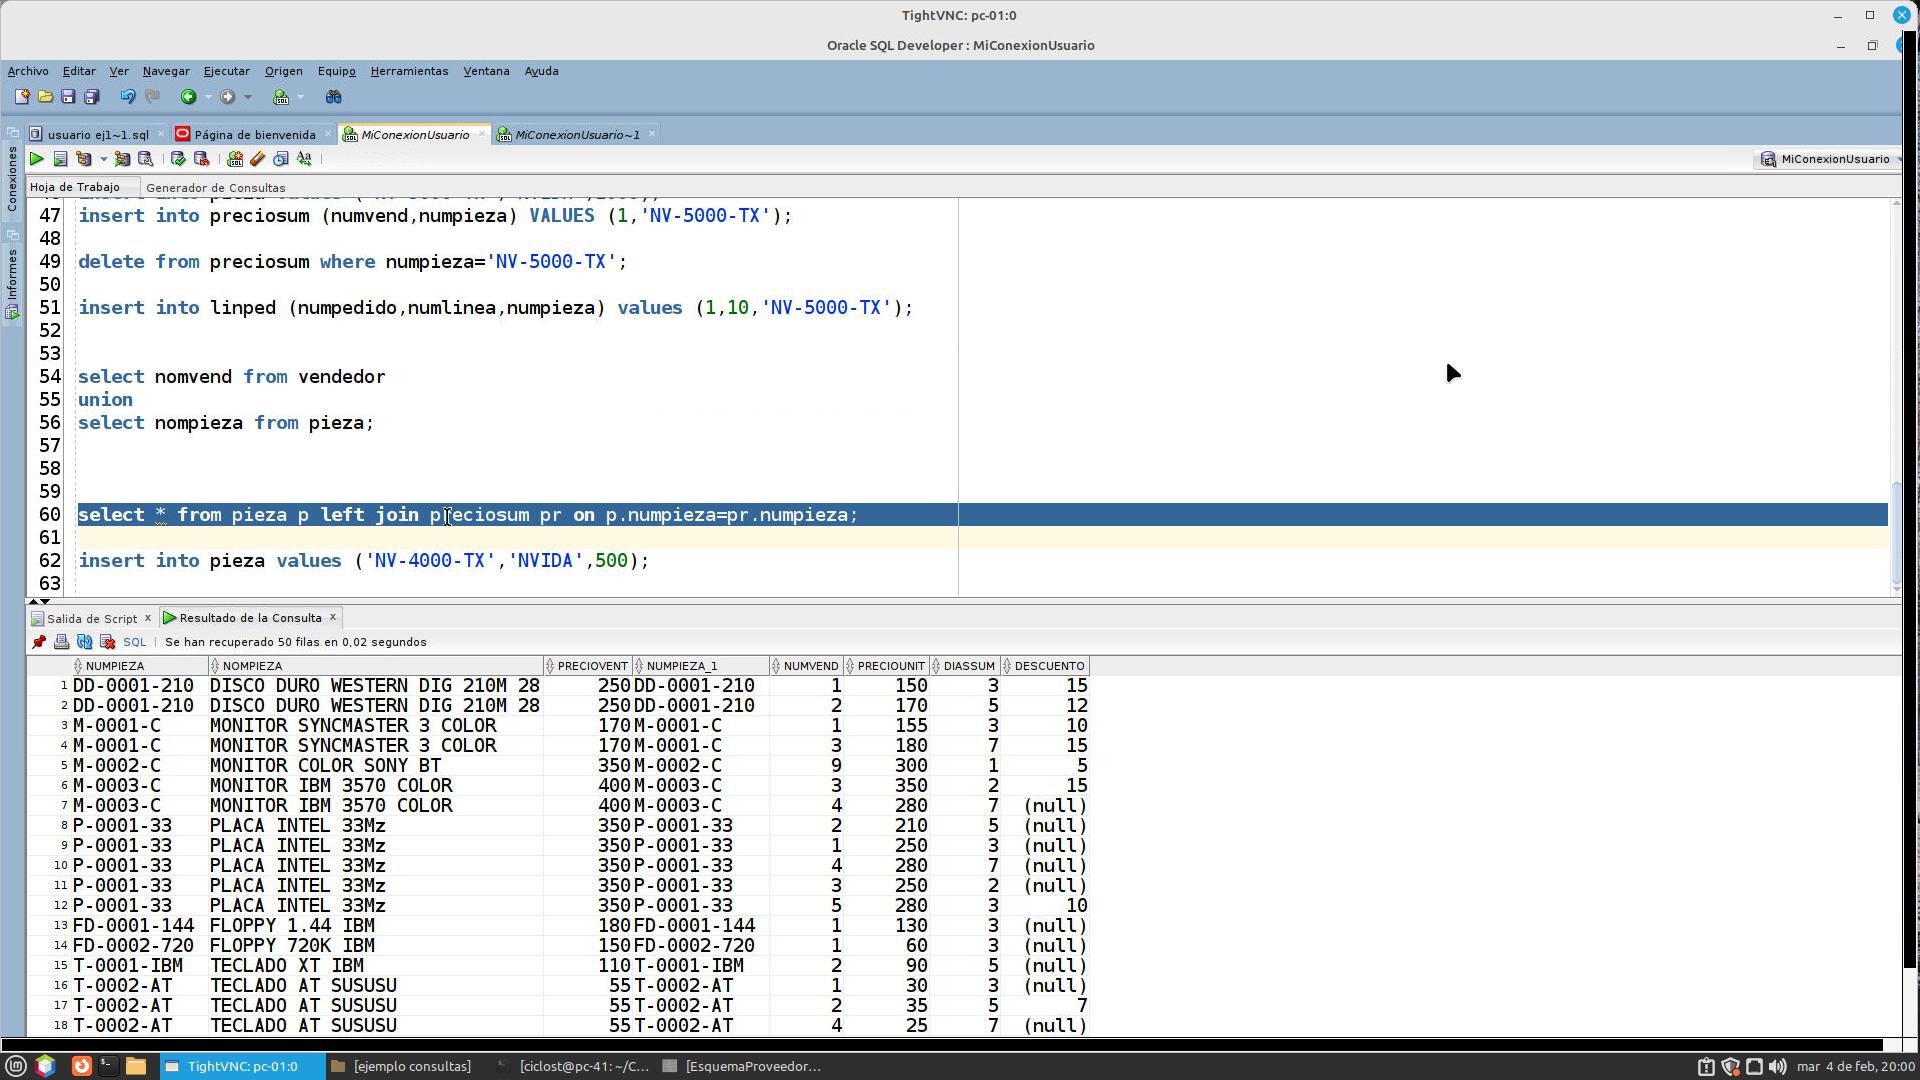 TightVNC: pc-01:0
Oracle SQL Developer : MiConexionUsuario
Archivo Editar Ver Navegar Ejecutar Origen Equipo Herramientas Ventana Ayuda
usuario ej1~1.sql Página de bienvenida MiConexionUsuario MiConexionUsuario~1
MiConexionUsuario
Hoja de Trabajo Generador de Consultas
Conexiones
Informes
47 insert into preciosum (numvend,numpieza) VALUES (1,'NV-5000-TX');
48
49 delete from preciosum where numpieza='NV-5000-TX';
50
51 insert into linped (numpedido,numlinea,numpieza) values (1,10,'NV-5000-TX');
52
53
54 select nomvend from vendedor
55 union
56 select nompieza from pieza;
57
58
59
60 select * from pieza p left join preciosum pr on p.numpieza=pr.numpieza;
61
62 insert into pieza values ('NV-4000-TX','NVIDA',500);
63
Salida de Script x Resultado de la Consulta x
SQL | Se han recuperado 50 filas en 0,02 segundos
NUMPIEZA NOMPIEZA PRECIOVENT NUMPIEZA_1 NUMVEND PRECIOUNIT DIASSUM DESCUENTO
1 DD-0001-210 DISCO DURO WESTERN DIG 210M 28 250 DD-0001-210 1 150 3 15
2 DD-0001-210 DISCO DURO WESTERN DIG 210M 28 250 DD-0001-210 2 170 5 12
3 M-0001-C MONITOR SYNCMASTER 3 COLOR 170 M-0001-C 1 155 3 10
4 M-0001-C MONITOR SYNCMASTER 3 COLOR 170 M-0001-C 3 180 7 15
5 M-0002-C MONITOR COLOR SONY BT 350 M-0002-C 9 300 1 5
6 M-0003-C MONITOR IBM 3570 COLOR 400 M-0003-C 3 350 2 15
7 M-0003-C MONITOR IBM 3570 COLOR 400 M-0003-C 4 280 7 (null)
8 P-0001-33 PLACA INTEL 33Mz 350 P-0001-33 2 210 5 (null)
9 P-0001-33 PLACA INTEL 33Mz 350 P-0001-33 1 250 3 (null)
10 P-0001-33 PLACA INTEL 33Mz 350 P-0001-33 4 280 7 (null)
11 P-0001-33 PLACA INTEL 33Mz 350 P-0001-33 3 250 2 (null)
12 P-0001-33 PLACA INTEL 33Mz 350 P-0001-33 5 280 3 10
13 FD-0001-144 FLOPPY 1.44 IBM 180 FD-0001-144 1 130 3 (null)
14 FD-0002-720 FLOPPY 720K IBM 150 FD-0002-720 1 60 3 (null)
15 T-0001-IBM TECLADO XT IBM 110 T-0001-IBM 2 90 5 (null)
16 T-0002-AT TECLADO AT SUSUSU 55 T-0002-AT 1 30 3 (null)
17 T-0002-AT TECLADO AT SUSUSU 55 T-0002-AT 2 35 5 7
18 T-0002-AT TECLADO AT SUSUSU 55 T-0002-AT 4 25 7 (null)
TightVNC: pc-01:0 [ejemplo consultas] [ciclost@pc-41: ~/C... [EsquemaProveedor... mar 4 de feb, 20:00